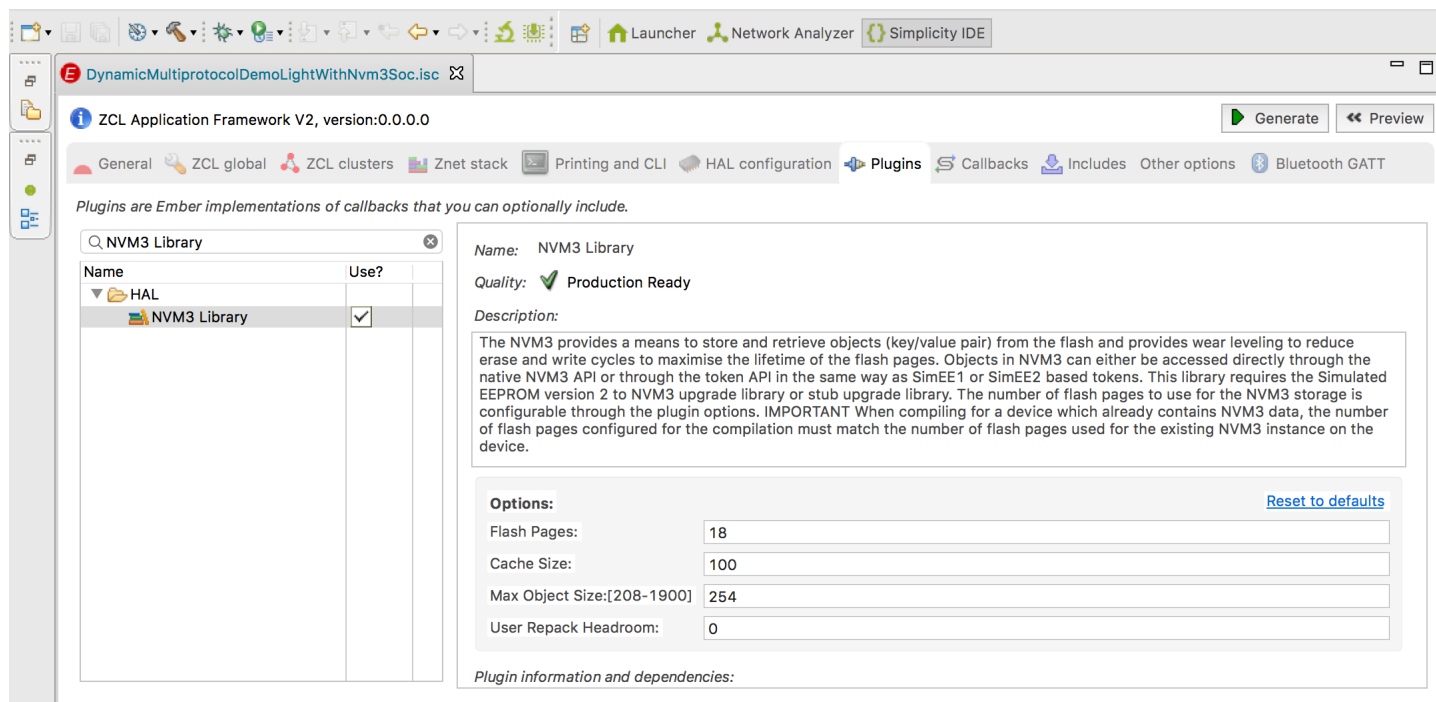 Launcher Network Analyzer {} Simplicity IDE
DynamicMultiprotocolDemoLightWithNvm3Soc.isc
ZCL Application Framework V2, version:0.0.0.0
Generate
Preview
General ZCL global ZCL clusters Znet stack Printing and CLI HAL configuration Plugins Callbacks Includes Other options Bluetooth GATT
Plugins are Ember implementations of callbacks that you can optionally include.
NVM3 Library
Name Use?
HAL
NVM3 Library
Name: NVM3 Library
Quality: Production Ready
Description:
The NVM3 provides a means to store and retrieve objects (key/value pair) from the flash and provides wear leveling to reduce
erase and write cycles to maximise the lifetime of the flash pages. Objects in NVM3 can either be accessed directly through the
native NVM3 API or through the token API in the same way as SimEE1 or SimEE2 based tokens. This library requires the Simulated
EEPROM version 2 to NVM3 upgrade library or stub upgrade library. The number of flash pages to use for the NVM3 storage is
configurable through the plugin options. IMPORTANT When compiling for a device which already contains NVM3 data, the number
of flash pages configured for the compilation must match the number of flash pages used for the existing NVM3 instance on the
device.
Options: Reset to defaults
Flash Pages: 18
Cache Size: 100
Max Object Size:[208-1900] 254
User Repack Headroom: 0
Plugin information and dependencies: